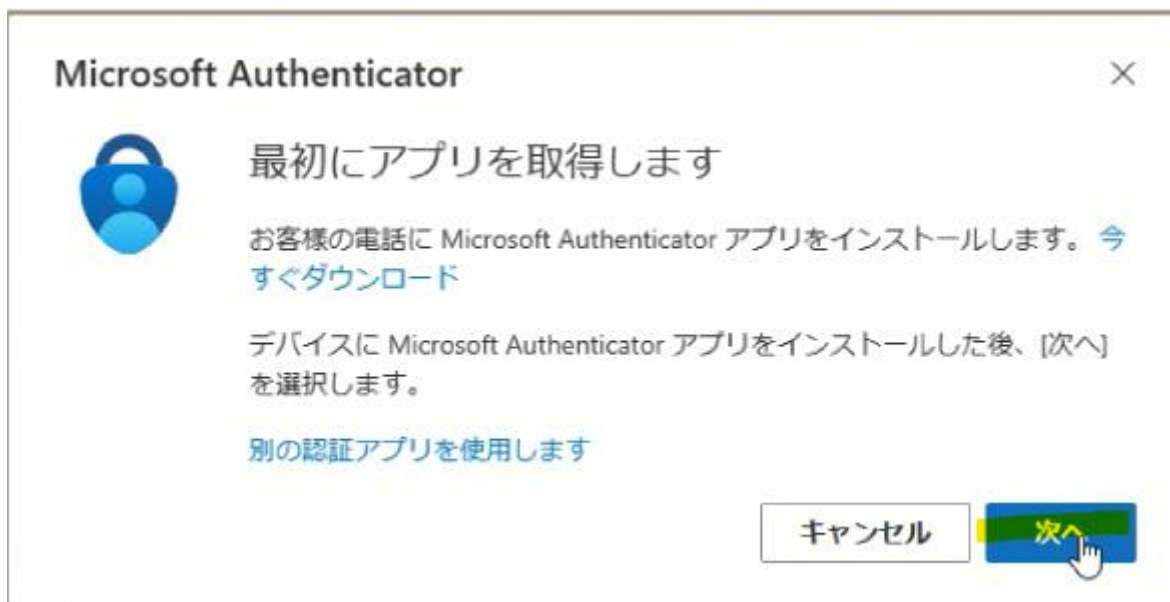 Microsoft Authenticator
最初にアプリを取得します
お客様の電話に Microsoft Authenticator アプリをインストールします。 今
すぐダウンロード
デバイスに Microsoft Authenticator アプリをインストールした後、[次へ]
を選択します。
別の認証アプリを使用します
キャンセル 次へ